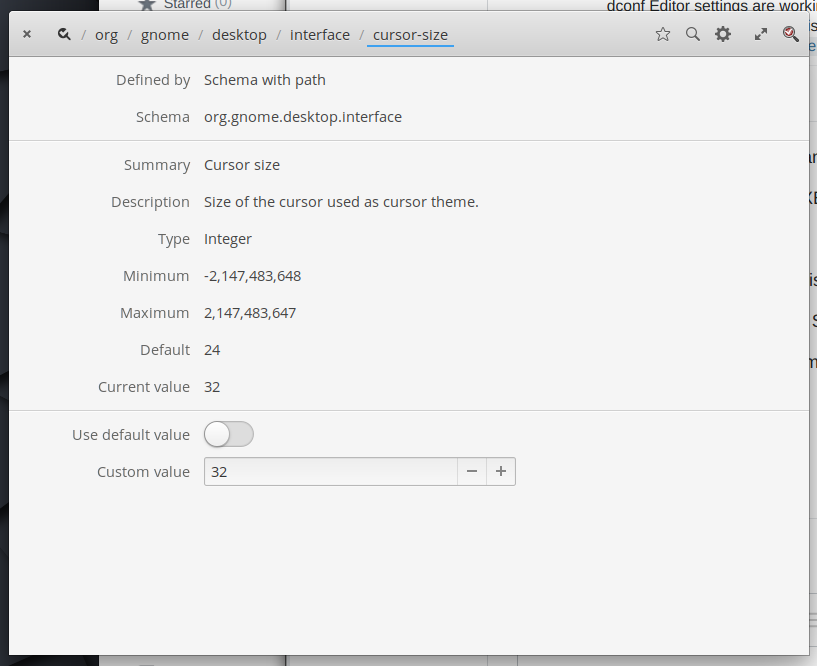 Starred (0)
dconf Editor settings are worki
/ org / gnome / desktop / interface / cursor-size
Defined by Schema with path
Schema org.gnome.desktop.interface
Summary Cursor size
Description Size of the cursor used as cursor theme.
Type Integer
Minimum -2,147,483,648
Maximum 2,147,483,647
Default 24
Current value 32
Use default value
Custom value 32